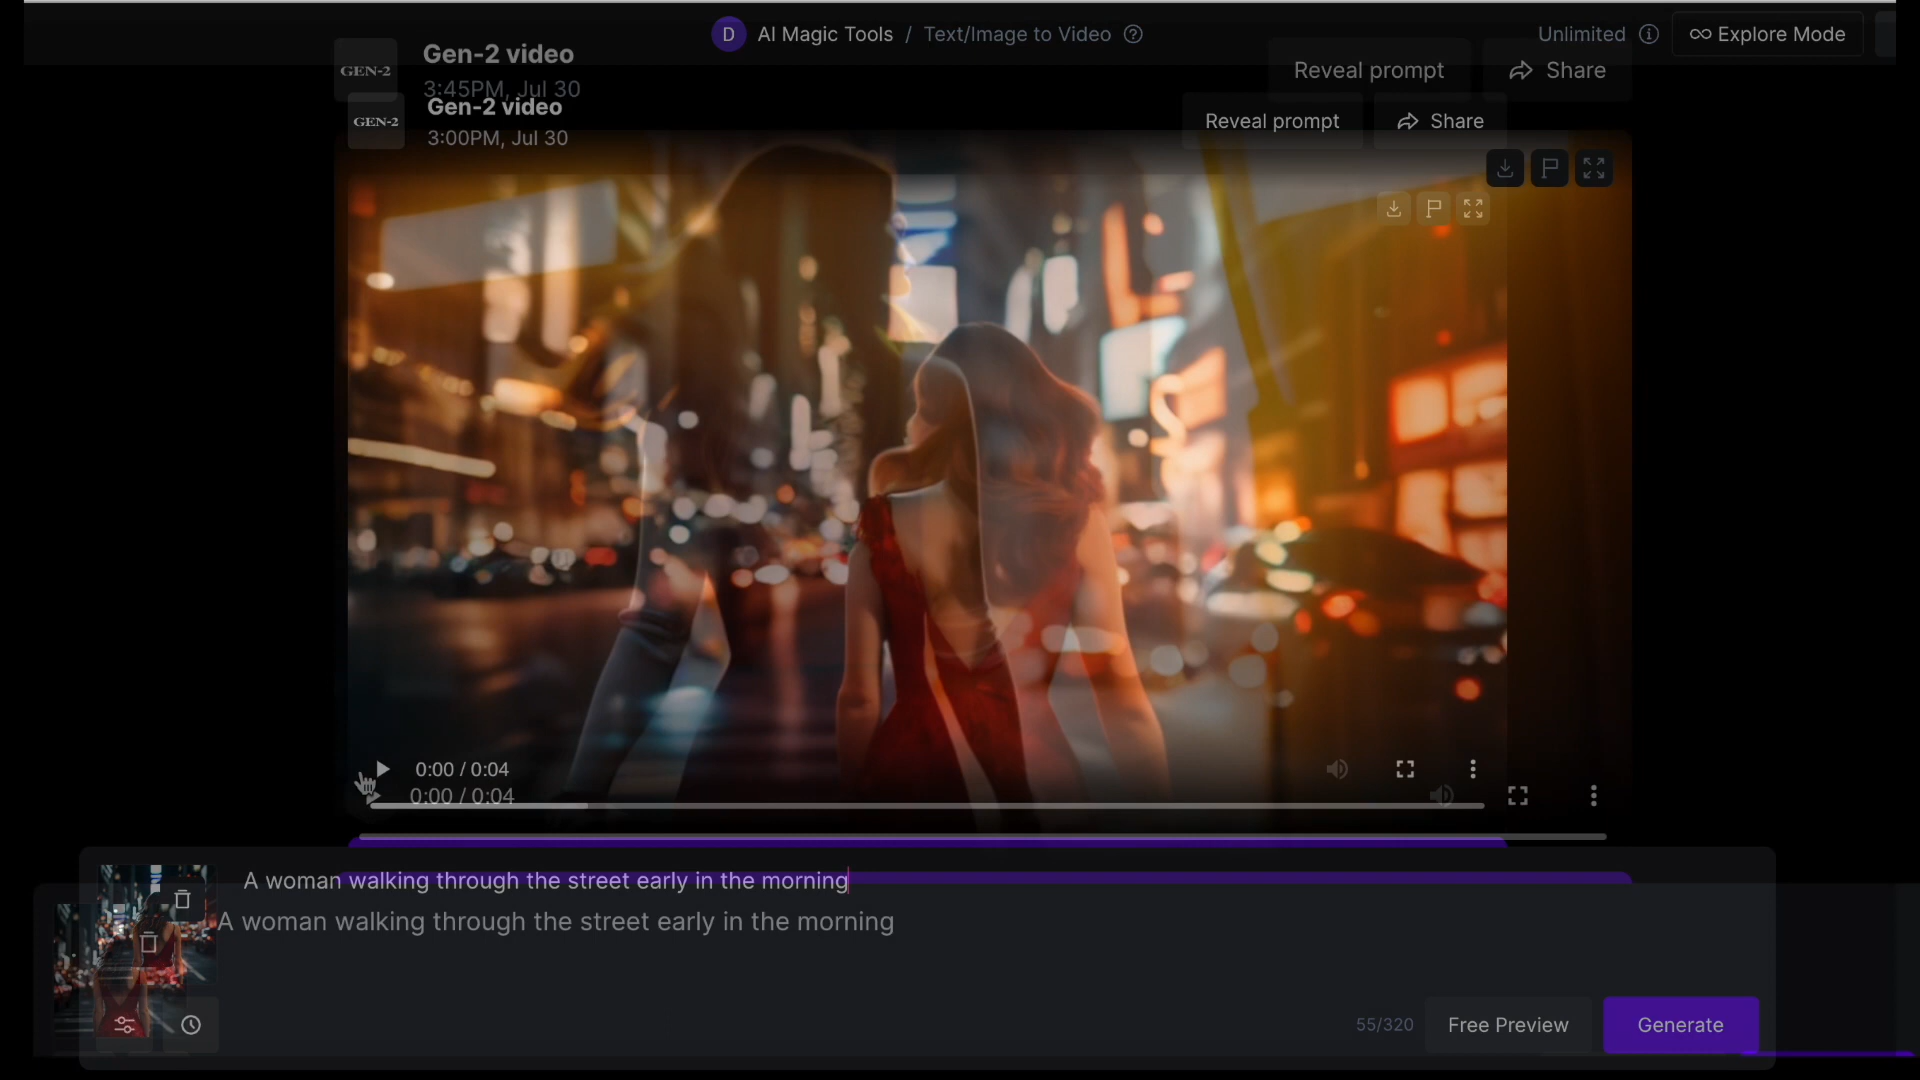 D AI Magic Tools / Text/Image to Video
Unlimited
Explore Mode
GEN-2
Gen-2 video
3:45PM, Jul 30
Reveal prompt
Share
GEN-2
Gen-2 video
3:00PM, Jul 30
Reveal prompt
Share
0:00 / 0:04
0:00 / 0:04
A woman walking through the street early in the morning
A woman walking through the street early in the morning
55/320
Free Preview
Generate